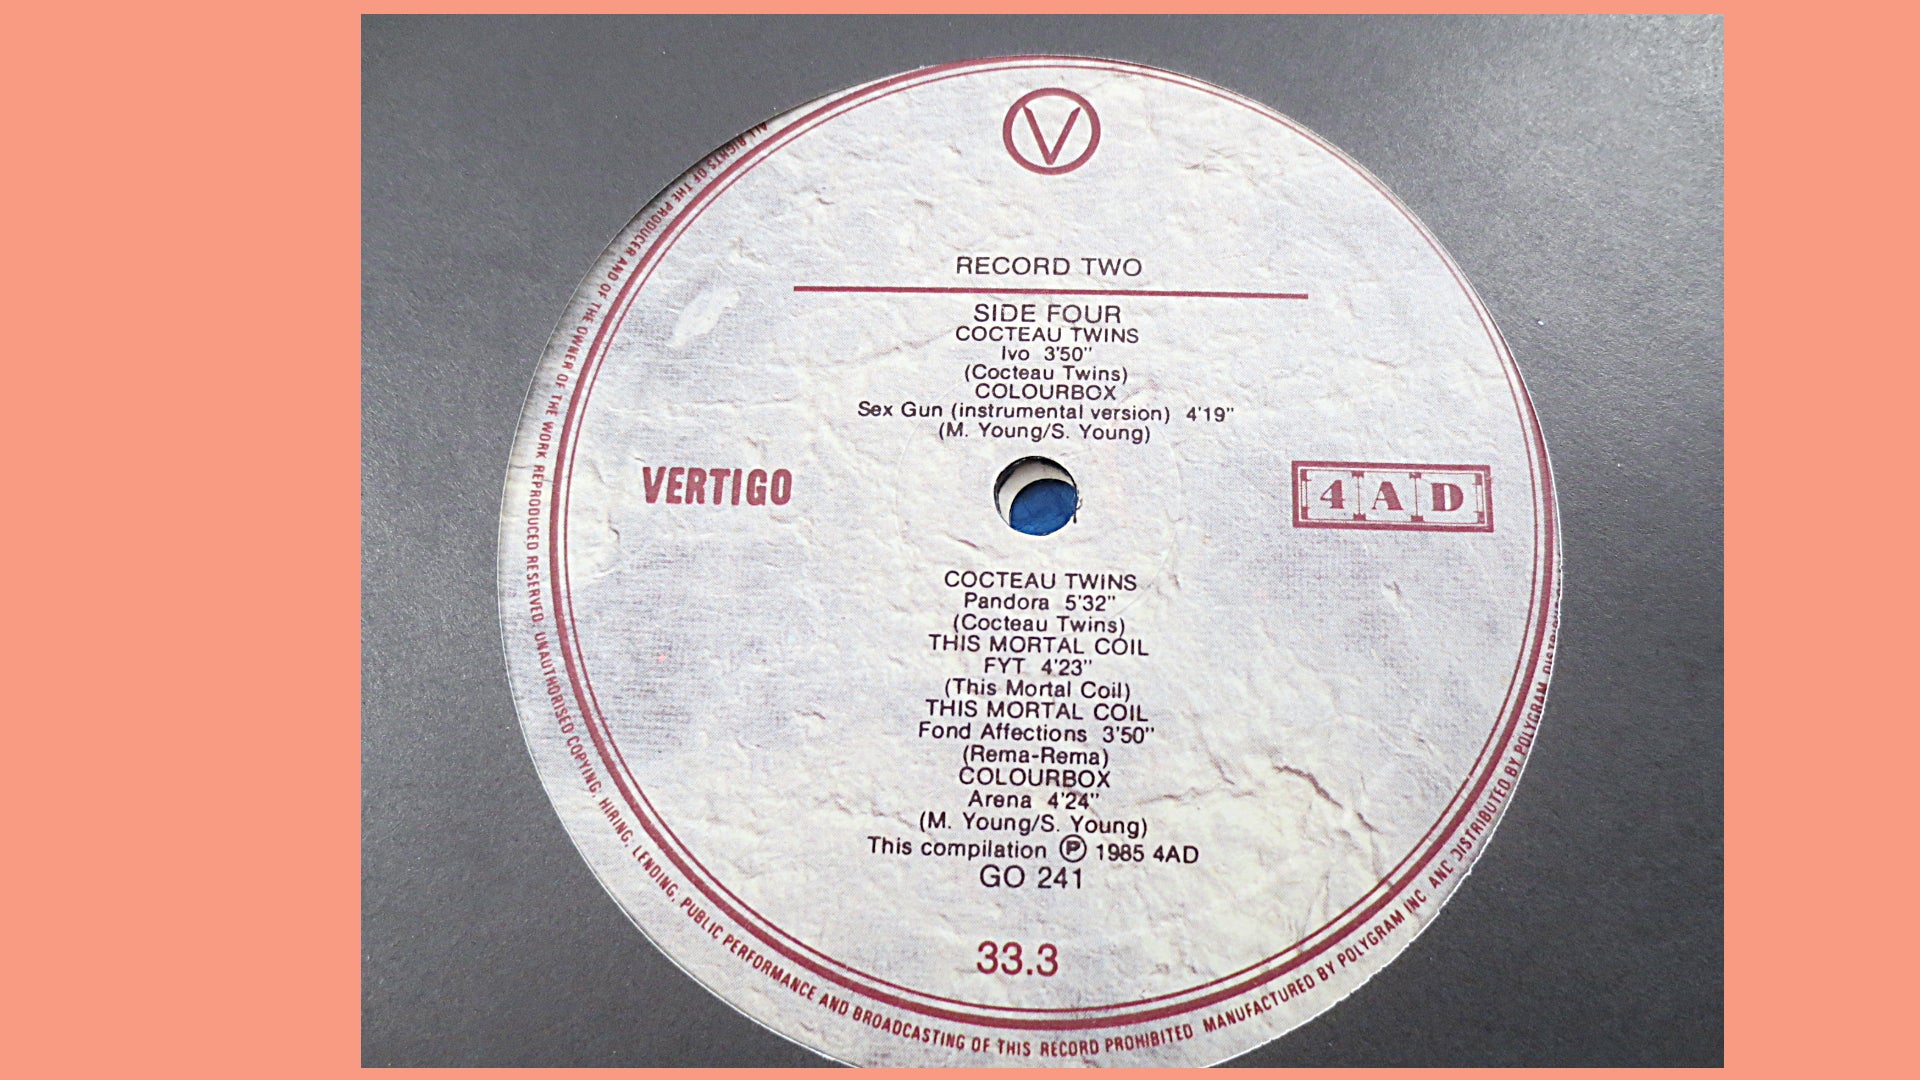 V
RECORD TWO
SIDE FOUR
COCTEAU TWINS
Ivo 3'50"
(Cocteau Twins)
COLOURBOX
Sex Gun (instrumental version) 4'19"
(M. Young/S. Young)
VERTIGO
4AD
COCTEAU TWINS
Pandora 5'32"
(Cocteau Twins)
THIS MORTAL COIL
FYT 4'23"
(This Mortal Coil)
THIS MORTAL COIL
Fond Affections 3'50"
(Rema-Rema)
COLOURBOX
Arena 4'24"
(M. Young/S. Young)
This compilation ℗ 1985 4AD
GO 241
33.3
ALL RIGHTS OF THE PRODUCER AND OF THE OWNER OF THE WORK REPRODUCED RESERVED. UNAUTHORISED COPYING, HIRING, LENDING, PUBLIC PERFORMANCE AND BROADCASTING OF THIS RECORD PROHIBITED MANUFACTURED BY POLYGRAM INC. AND DISTRIBUTED BY POLYGRAM